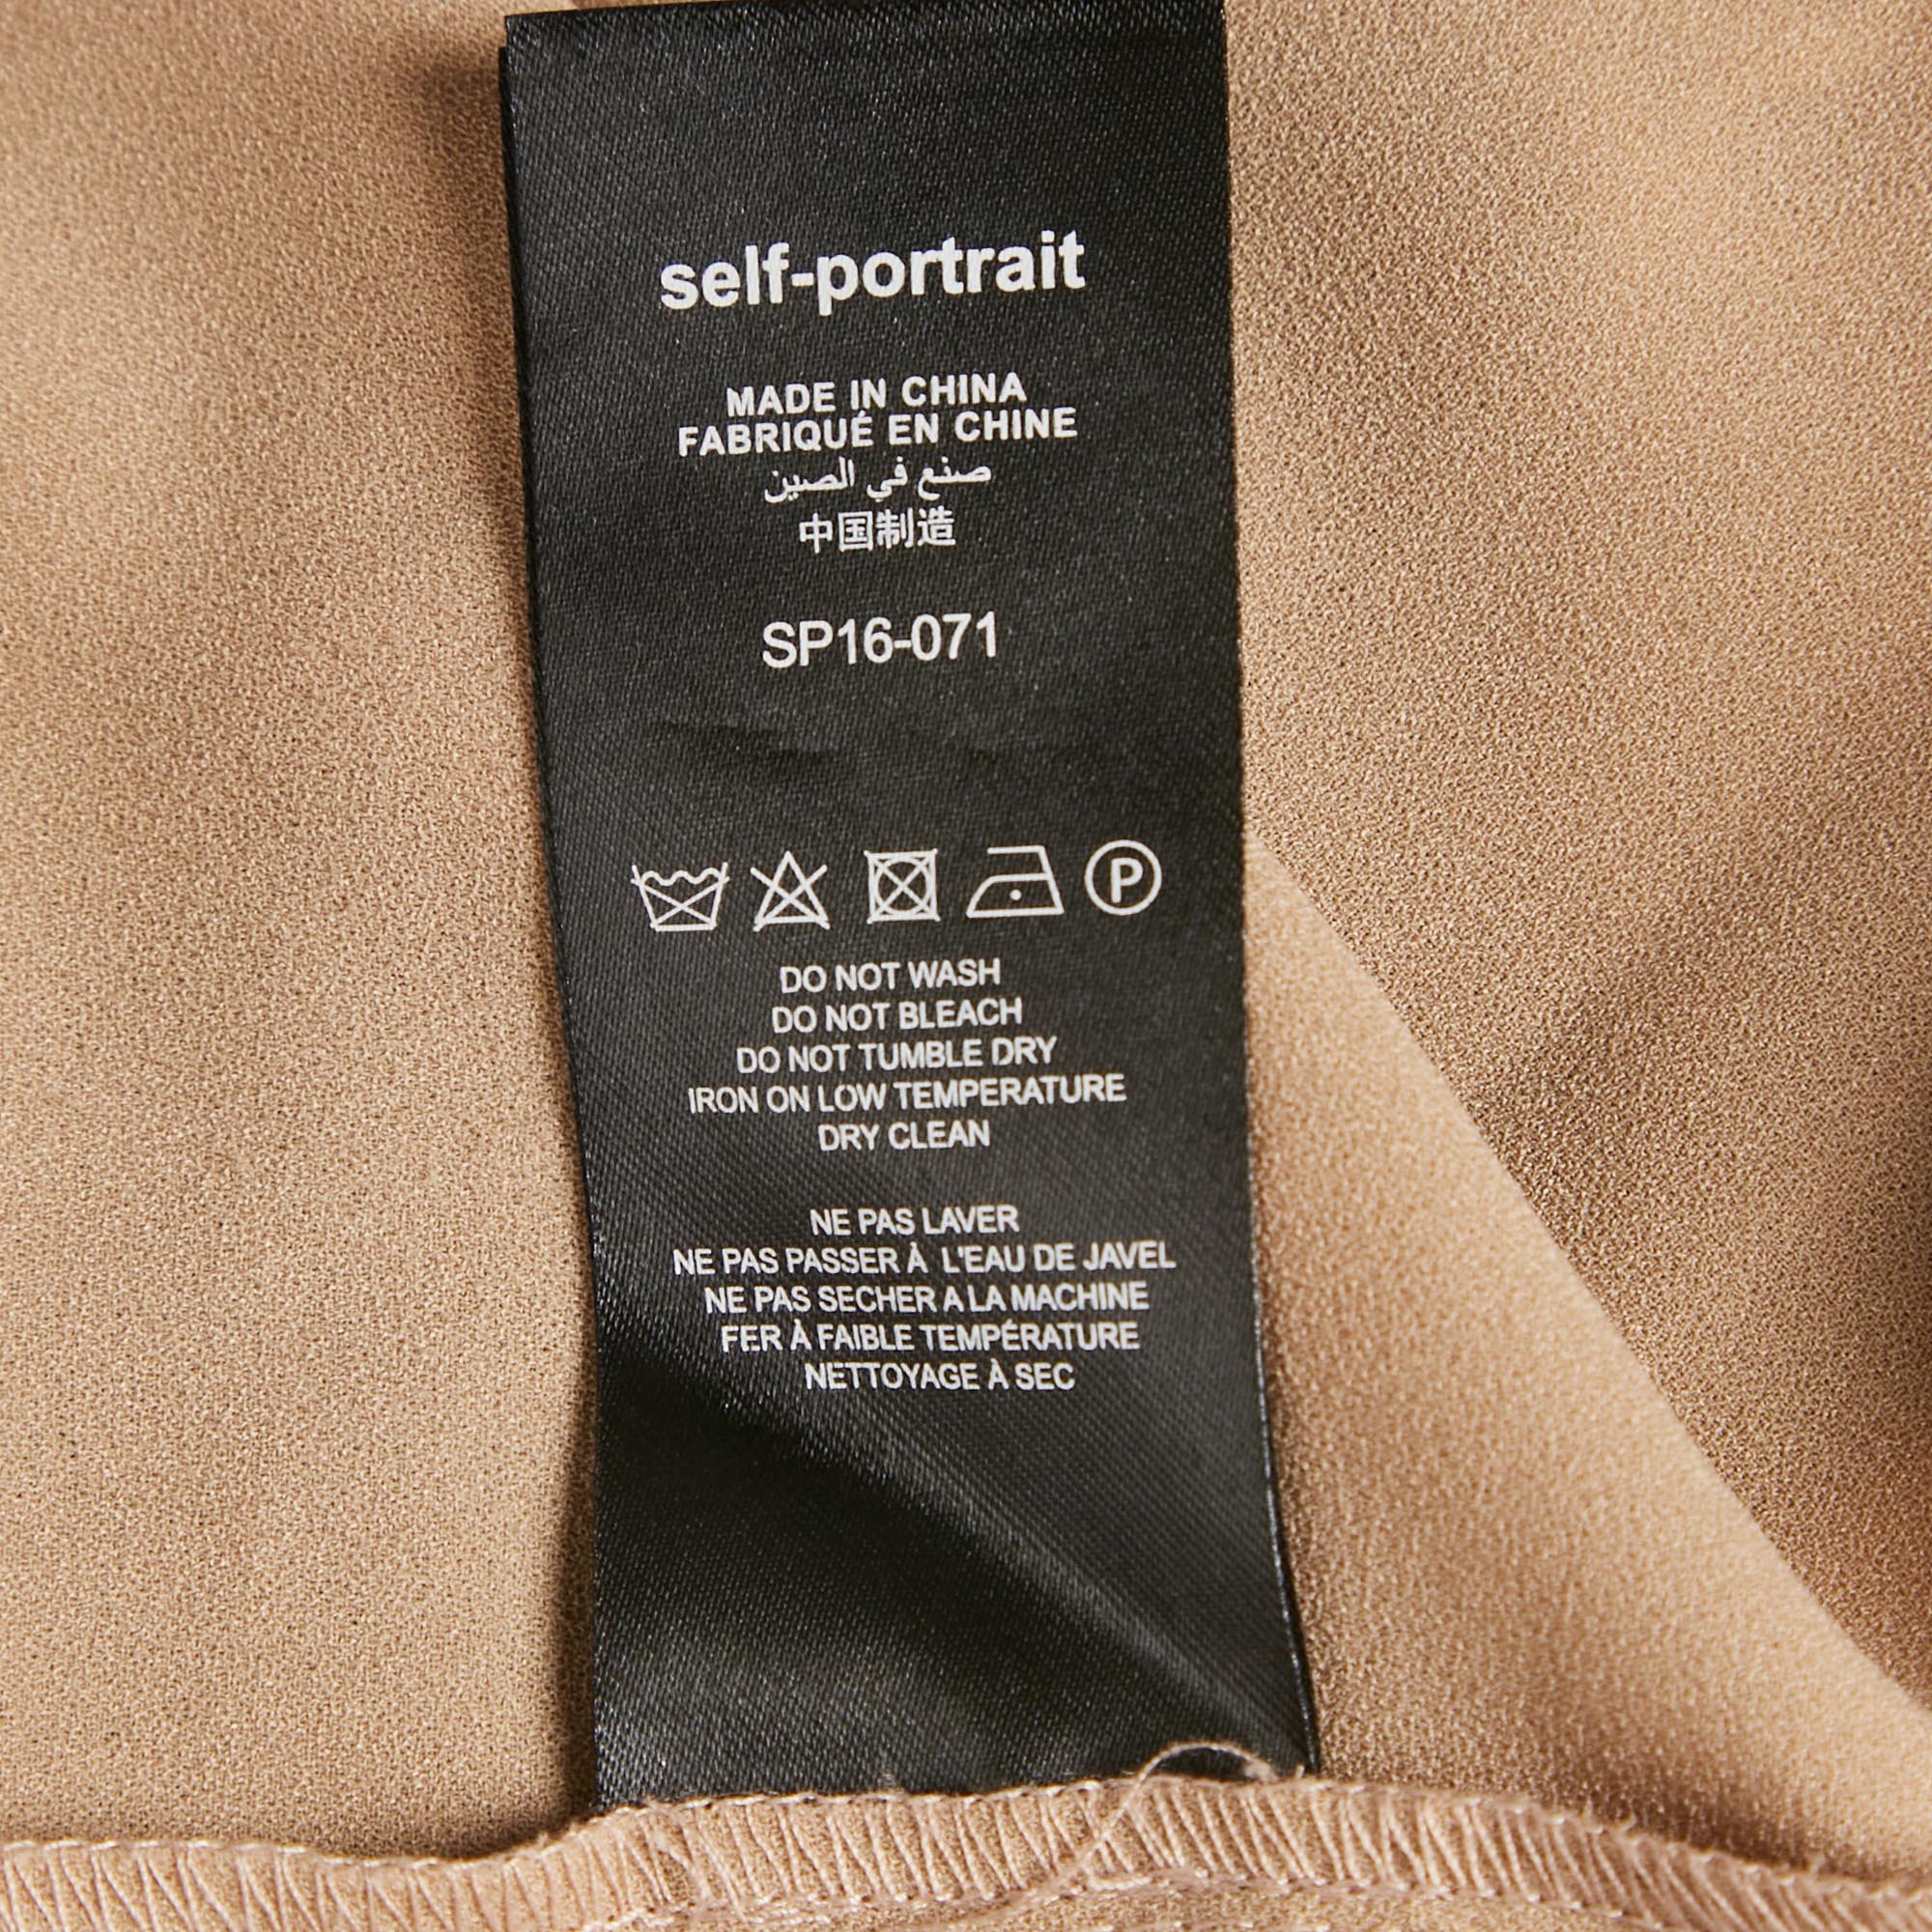 self-portrait
MADE IN CHINA
FABRIQUÉ EN CHINE
صنع في الصين
中国制造
SP16-071
P
DO NOT WASH
DO NOT BLEACH
DO NOT TUMBLE DRY
IRON ON LOW TEMPERATURE
DRY CLEAN
NE PAS LAVER
NE PAS PASSER À L'EAU DE JAVEL
NE PAS SECHER A LA MACHINE
FER À FAIBLE TEMPÉRATURE
NETTOYAGE À SEC